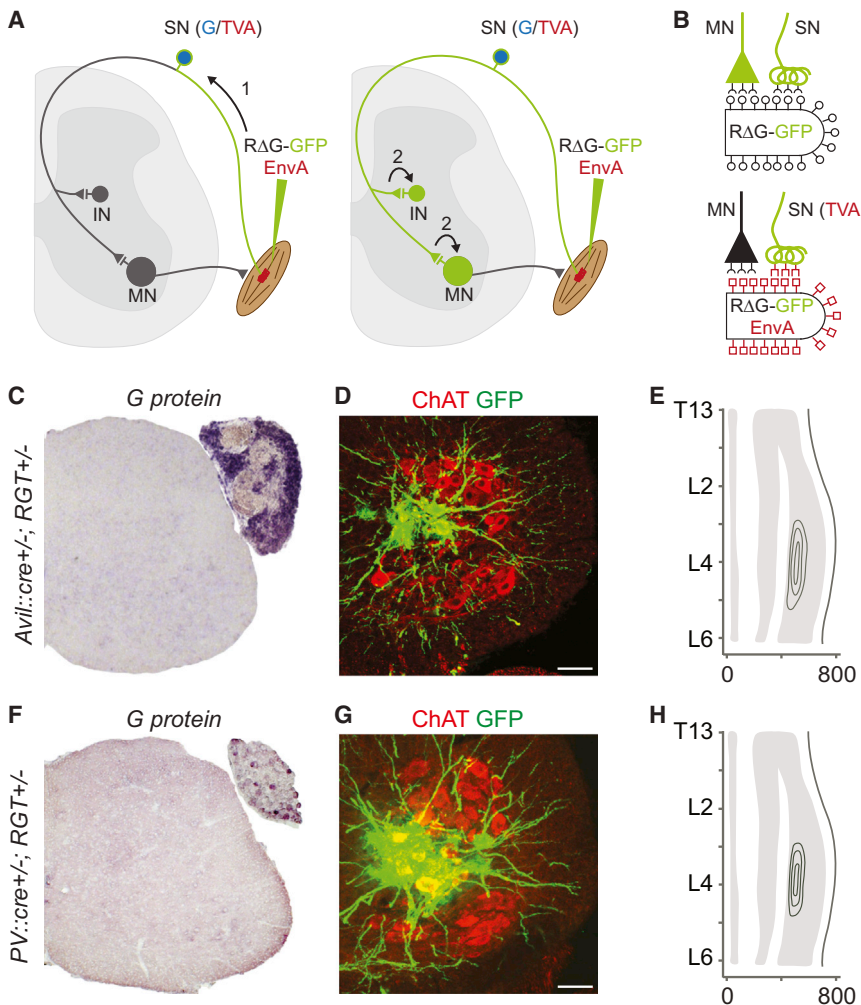 A
SN (G/TVA)
1
RΔG-GFP
EnvA
IN
MN
SN (G/TVA)
RΔG-GFP
EnvA
2
IN
2
MN
B
MN SN
RΔG-GFP
MN SN (TVA
RΔG-GFP
EnvA
C
G protein
Avil::cre+/-; RGT+/-
D
ChAT GFP
E
T13
L2
L4
L6
0 800
F
G protein
PV::cre+/-; RGT+/-
G
ChAT GFP
H
T13
L2
L4
L6
0 800